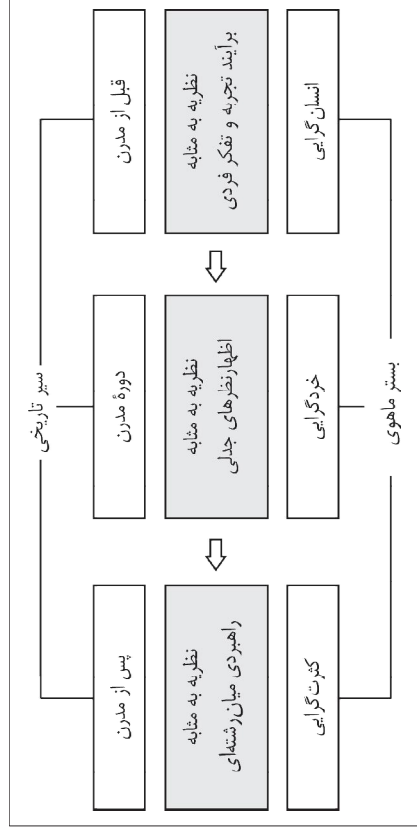 سیر تاریخی
قبل از مدرن
دورهٔ مدرن
پس از مدرن
نظریه به مثابه
برآیند تجربه و تفکر فردی
نظریه به مثابه
اظهارنظرهای جدلی
نظریه به مثابه
راهبردی میان‌رشته‌ای
انسان‌گرایی
خردگرایی
کثرت‌گرایی
بستر ماهوی